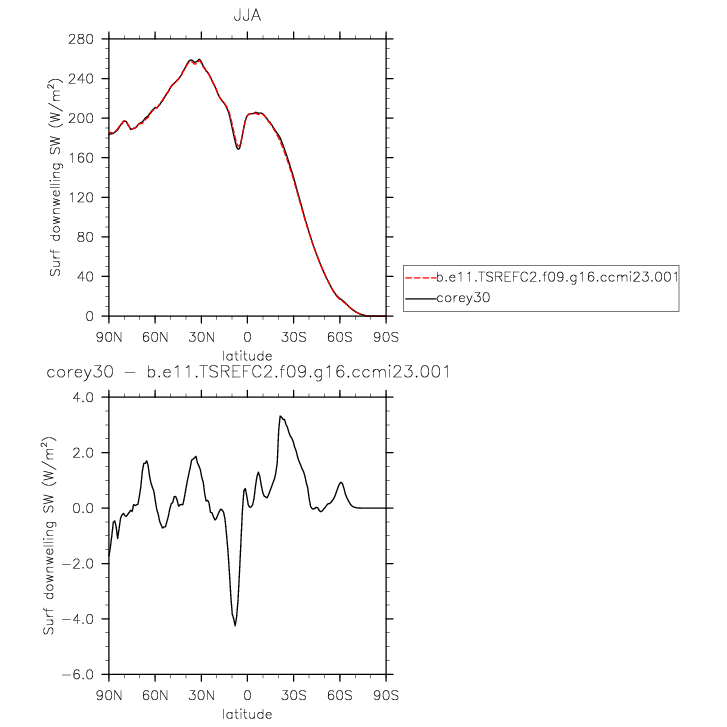 JJA
280
240
200
160
120
80
40
0
Surf downwelling SW (W/m²)
90N 60N 30N 0 30S 60S 90S
latitude
b.e11.TSREFC2.f09.g16.ccmi23.001
corey30
corey30 − b.e11.TSREFC2.f09.g16.ccmi23.001
4.0
2.0
0.0
−2.0
−4.0
−6.0
Surf downwelling SW (W/m²)
90N 60N 30N 0 30S 60S 90S
latitude